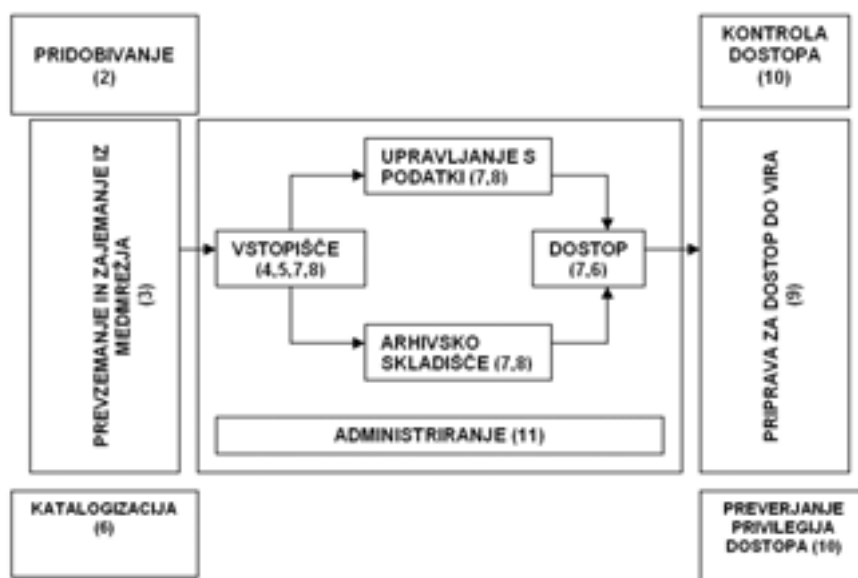 PRIDOBIVANJE
(2)
KONTROLA
DOSTOPA
(10)
PREVZEMANJE IN ZAJEMANJE IZ
MEDMREŽJA
(3)
UPRAVLJANJE S
PODATKI (7,8)
VSTOPIŠČE
(4,5,7,8)
DOSTOP
(7,6)
ARHIVSKO
SKLADIŠČE (7,8)
ADMINISTRIRANJE (11)
PRIPRAVA ZA DOSTOP DO VIRA
(9)
KATALOGIZACIJA
(6)
PREVERJANJE
PRIVILEGIJA
DOSTOPA (10)